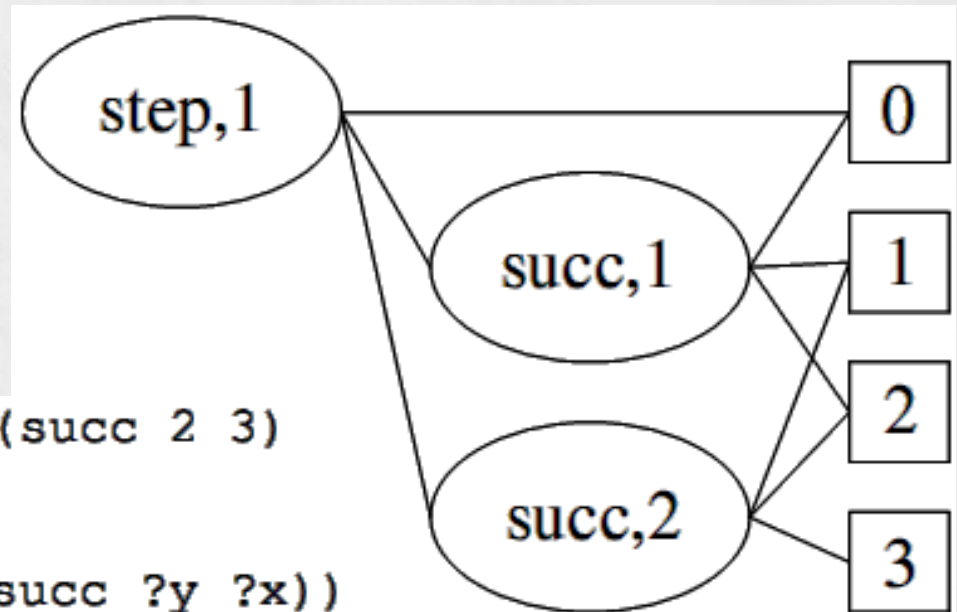 step,1
0
succ,1
1
(succ 2 3)
2
succ,2
3
succ ?y ?x))